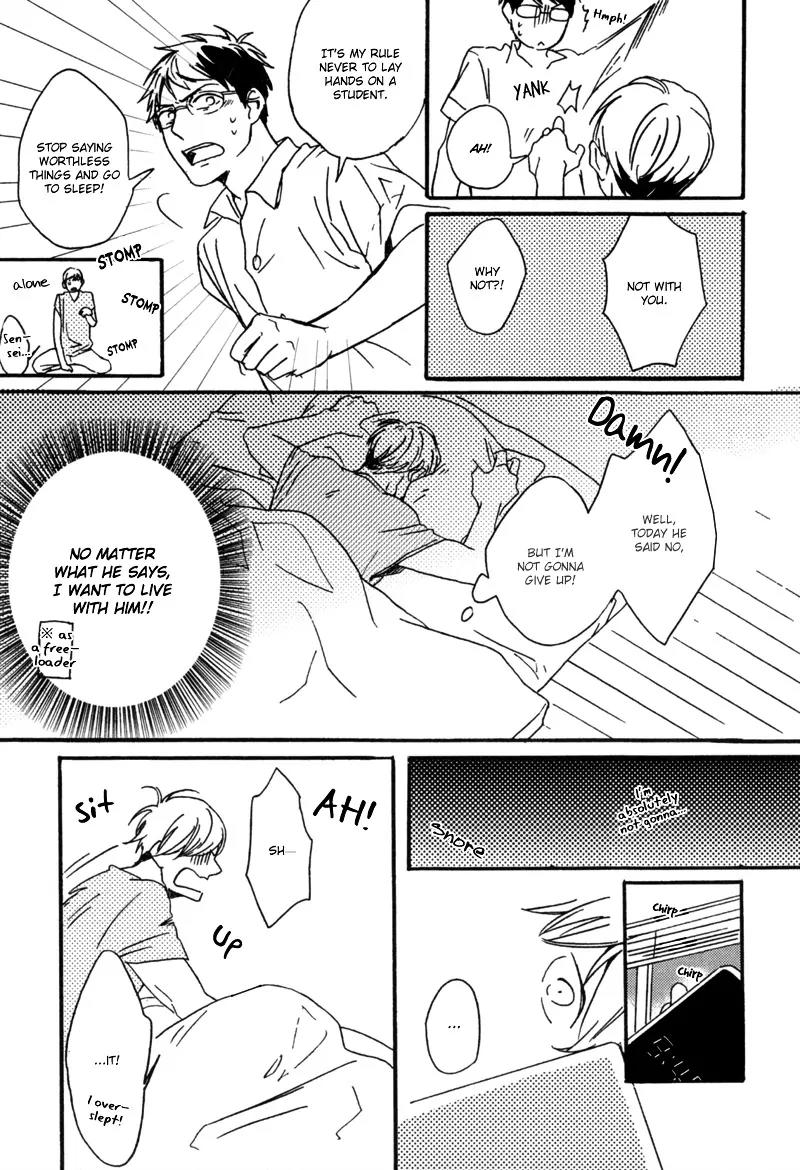 Hmph!
YANK
AH!
NOT WITH
YOU.
WHY
NOT?!
IT'S MY RULE
NEVER TO LAY
HANDS ON A
STUDENT.
STOP SAYING
WORTHLESS
THINGS AND GO
TO SLEEP!
STOMP
STOMP
STOMP
alone
Sen-
sei...!
Damn!
WELL,
TODAY HE
SAID NO,
BUT I'M
NOT GONNA
GIVE UP!
NO MATTER
WHAT HE SAYS,
I WANT TO LIVE
WITH HIM!!
※ as
a free-
loader
I'm
absolutely
not gonna...
Snore
Chirp
Chirp
...
AH!
SH—
sit
up
...IT!
I over-
slept!